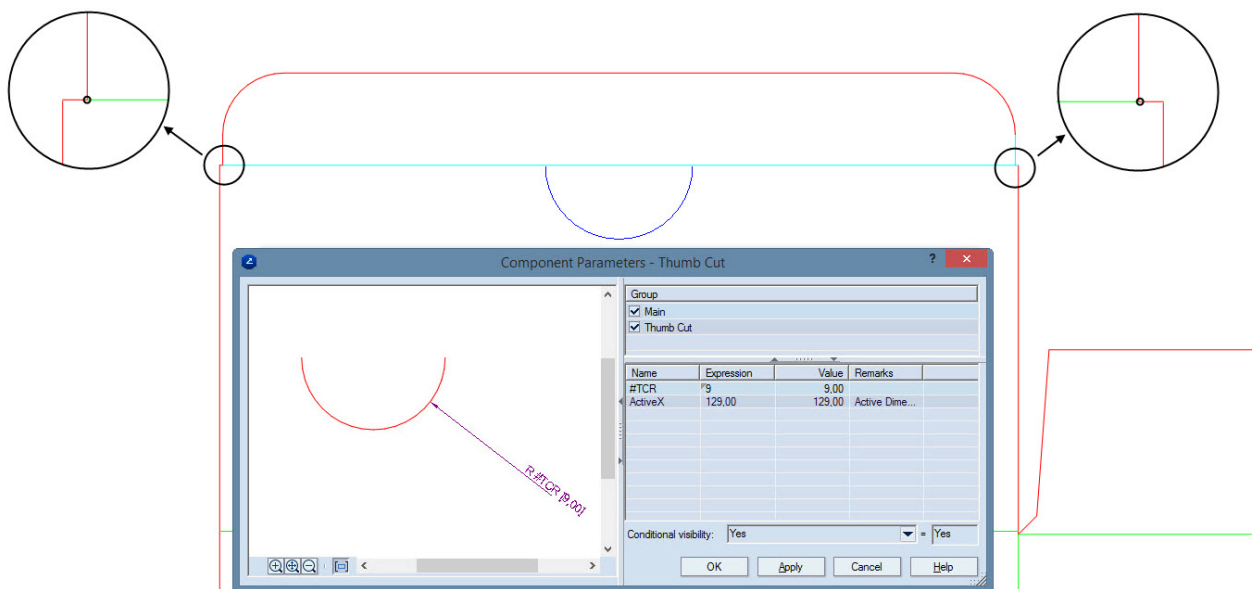 Component Parameters - Thumb Cut
?
×
Group
Main
Thumb Cut
Name Expression Value Remarks
#TCR 9 9,00
ActiveX 129,00 129,00 Active Dime...
R #TCR [9,00]
Conditional visibility: Yes = Yes
OK Apply Cancel Help